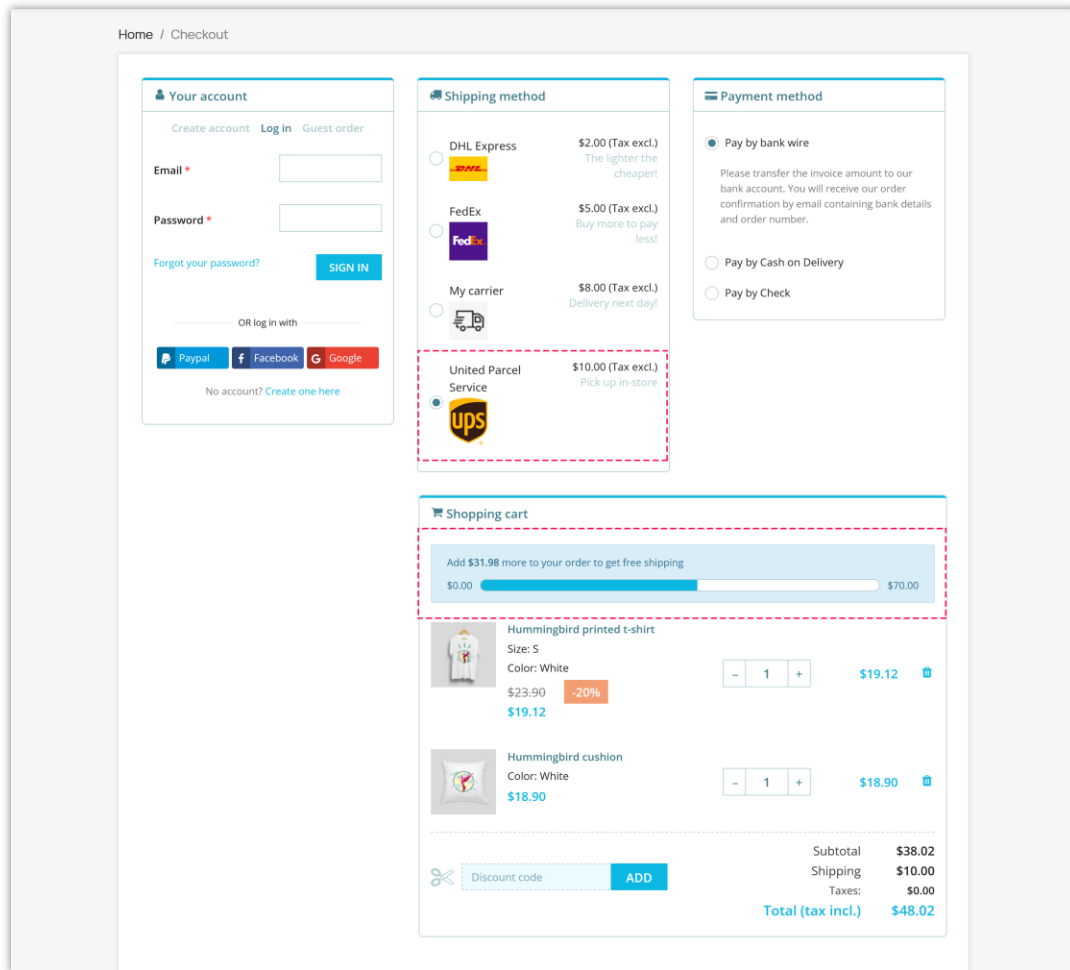 Home / Checkout
Your account
Create account Log in Guest order
Email *
Password *
Forgot your password?
SIGN IN
OR log in with
Paypal
Facebook
Google
No account? Create one here
Shipping method
DHL Express
$2.00 (Tax excl.)
The lighter the
cheaper!
DHL
FedEx
$5.00 (Tax excl.)
Buy more to pay
less!
FedEx
My carrier
$8.00 (Tax excl.)
Delivery next day!
United Parcel
Service
$10.00 (Tax excl.)
Pick up in-store
ups
Payment method
Pay by bank wire
Please transfer the invoice amount to our
bank account. You will receive our order
confirmation by email containing bank details
and order number.
Pay by Cash on Delivery
Pay by Check
Shopping cart
Add $31.98 more to your order to get free shipping
$0.00
$70.00
Hummingbird printed t-shirt
Size: S
Color: White
$23.90 -20%
$19.12
– 1 +
$19.12
Hummingbird cushion
Color: White
$18.90
– 1 +
$18.90
Discount code
ADD
Subtotal $38.02
Shipping $10.00
Taxes: $0.00
Total (tax incl.) $48.02